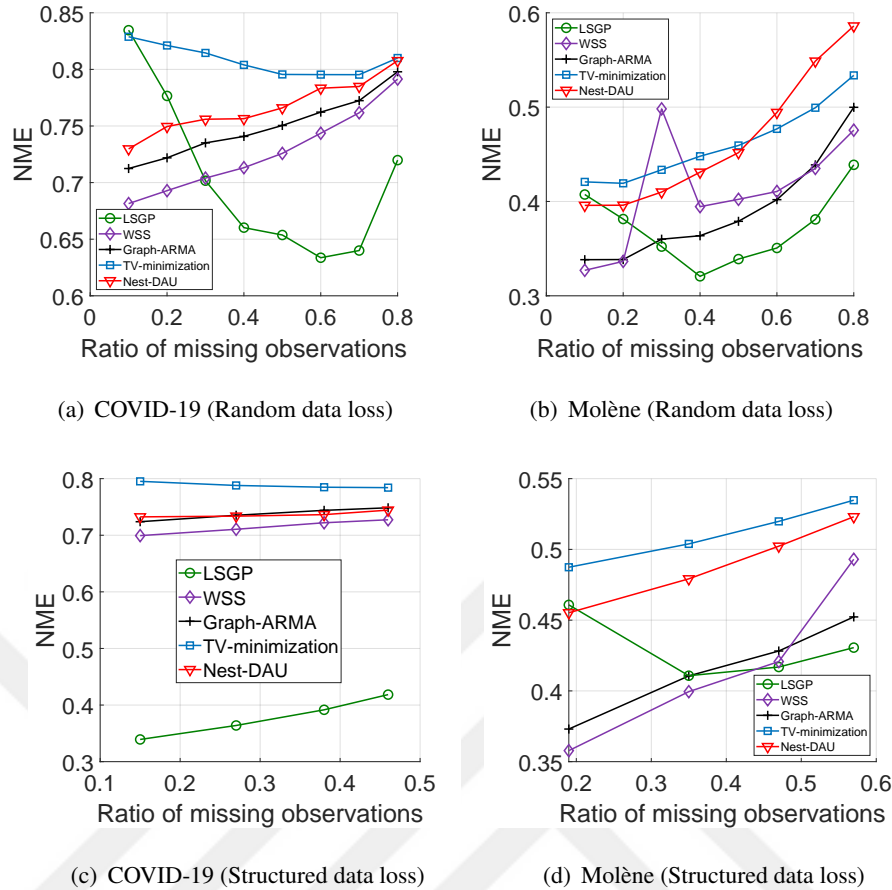 0.85
0.8
0.75
0.7
0.65
0.6
NME
LSGP
WSS
Graph-ARMA
TV-minimization
Nest-DAU
0 0.2 0.4 0.6 0.8
Ratio of missing observations
(a) COVID-19 (Random data loss)
0.6
0.5
0.4
0.3
NME
LSGP
WSS
Graph-ARMA
TV-minimization
Nest-DAU
0 0.2 0.4 0.6 0.8
Ratio of missing observations
(b) Molène (Random data loss)
0.8
0.7
0.6
0.5
0.4
0.3
NME
LSGP
WSS
Graph-ARMA
TV-minimization
Nest-DAU
0.1 0.2 0.3 0.4 0.5
Ratio of missing observations
(c) COVID-19 (Structured data loss)
0.55
0.5
0.45
0.4
0.35
NME
LSGP
WSS
Graph-ARMA
TV-minimization
Nest-DAU
0.2 0.3 0.4 0.5 0.6
Ratio of missing observations
(d) Molène (Structured data loss)